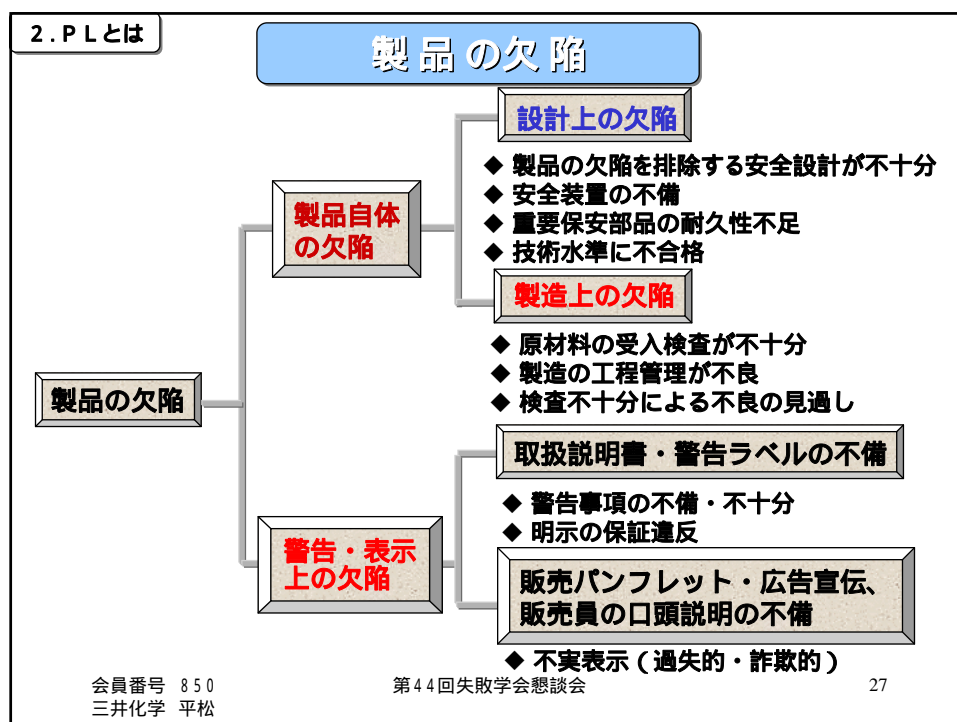 2.PLとは
製品の欠陥
設計上の欠陥
◆ 製品の欠陥を排除する安全設計が不十分
◆ 安全装置の不備
◆ 重要保安部品の耐久性不足
◆ 技術水準に不合格
製品自体
の欠陥
製造上の欠陥
◆ 原材料の受入検査が不十分
◆ 製造の工程管理が不良
◆ 検査不十分による不良の見過し
製品の欠陥
取扱説明書・警告ラベルの不備
◆ 警告事項の不備・不十分
◆ 明示の保証違反
警告・表示
上の欠陥
販売パンフレット・広告宣伝、
販売員の口頭説明の不備
◆ 不実表示(過失的・詐欺的)
会員番号 850
三井化学 平松
第44回失敗学会懇談会
27